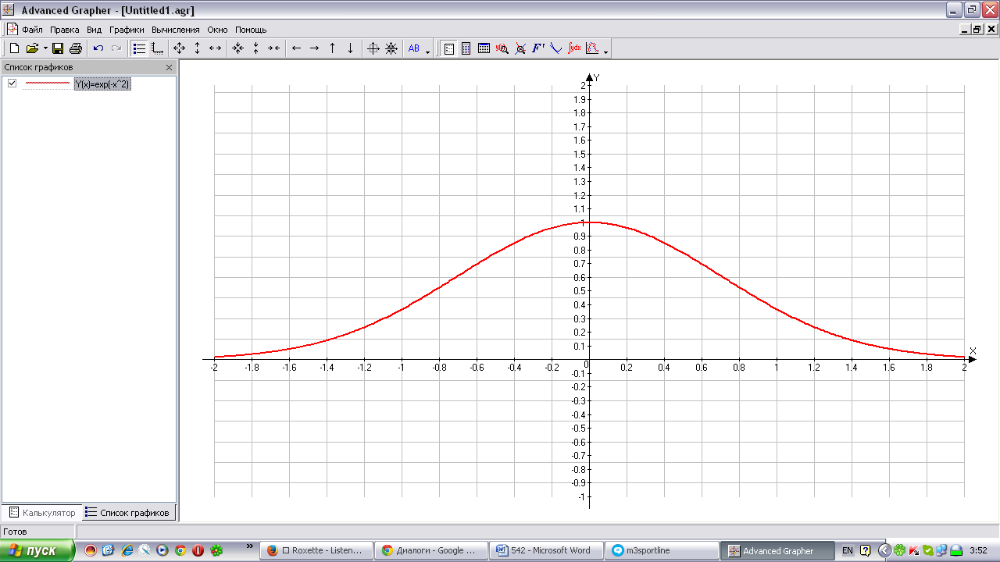 Advanced Grapher - [Untitled1.agr]
Файл Правка Вид Графики Вычисления Окно Помощь
AB F' ∫ydx
Список графиков
Y(x)=exp(-x^2)
Y
2
1.9
1.8
1.7
1.6
1.5
1.4
1.3
1.2
1.1
1
0.9
0.8
0.7
0.6
0.5
0.4
0.3
0.2
0.1
X
-2 -1.8 -1.6 -1.4 -1.2 -1 -0.8 -0.6 -0.4 -0.2 0 0.2 0.4 0.6 0.8 1 1.2 1.4 1.6 1.8 2
-0.1
-0.2
-0.3
-0.4
-0.5
-0.6
-0.7
-0.8
-0.9
-1
Калькулятор Список графиков
Готов
пуск » Roxette - Listen... Диалоги - Google ... 542 - Microsoft Word m3sportline Advanced Grapher EN 3:52